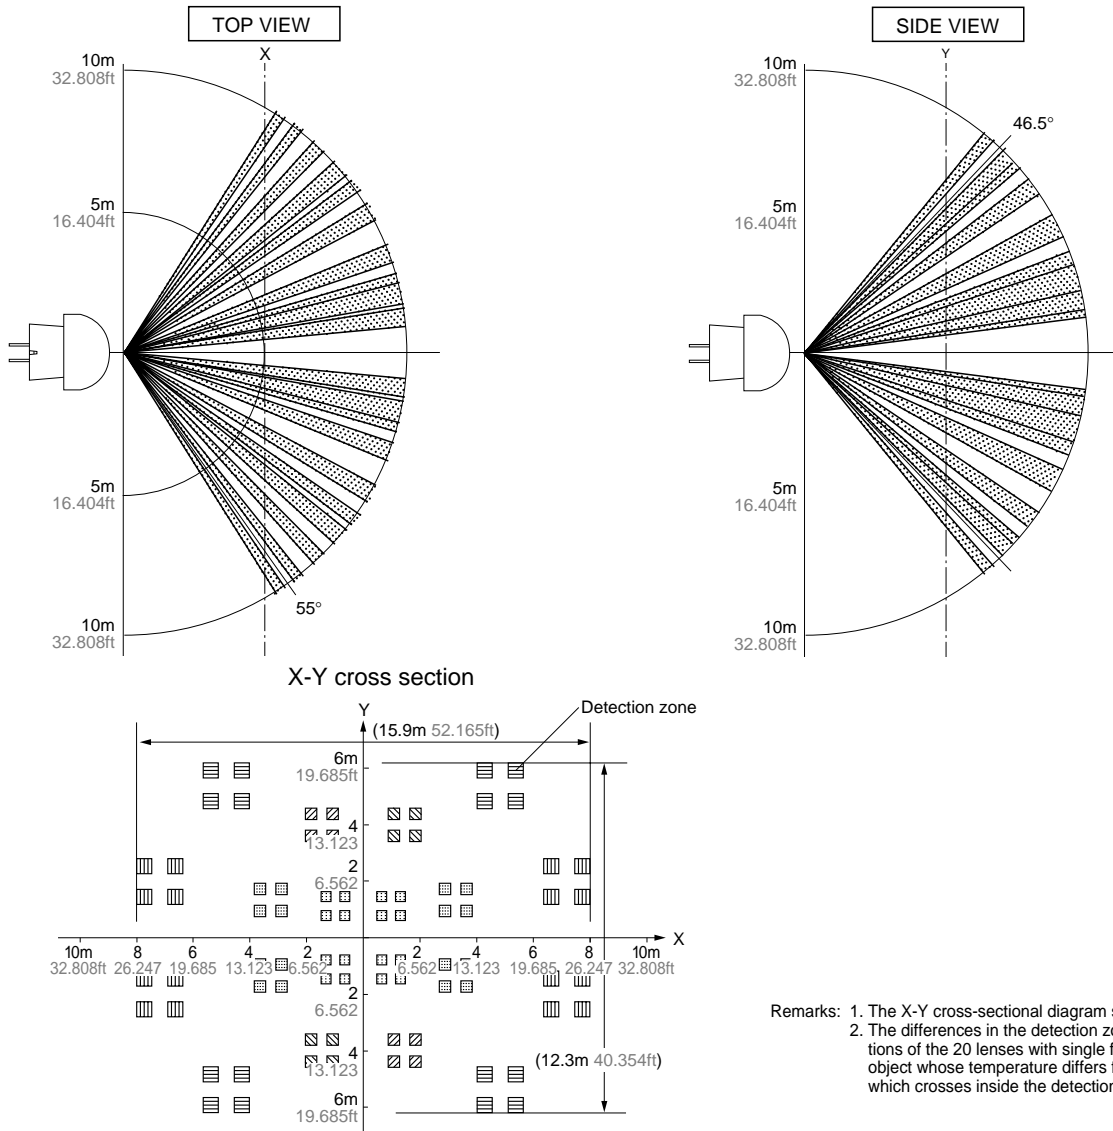 TOP VIEW
X
10m
32.808ft
5m
16.404ft
5m
16.404ft
55°
10m
32.808ft
SIDE VIEW
Y
10m
32.808ft
46.5°
5m
16.404ft
5m
16.404ft
10m
32.808ft
X-Y cross section
Y
(15.9m 52.165ft)
Detection zone
6m
19.685ft
4
13.123
2
6.562
10m 8 6 4 2 2 4 6 8 10m X
32.808ft 26.247 19.685 13.123 6.562 6.562 13.123 19.685 26.247 32.808ft
2
6.562
4
13.123
(12.3m 40.354ft)
6m
19.685ft
Remarks: 1. The X-Y cross-sectional diagram
2. The differences in the detection
tions of the 20 lenses with single
object whose temperature differs
which crosses inside the detection